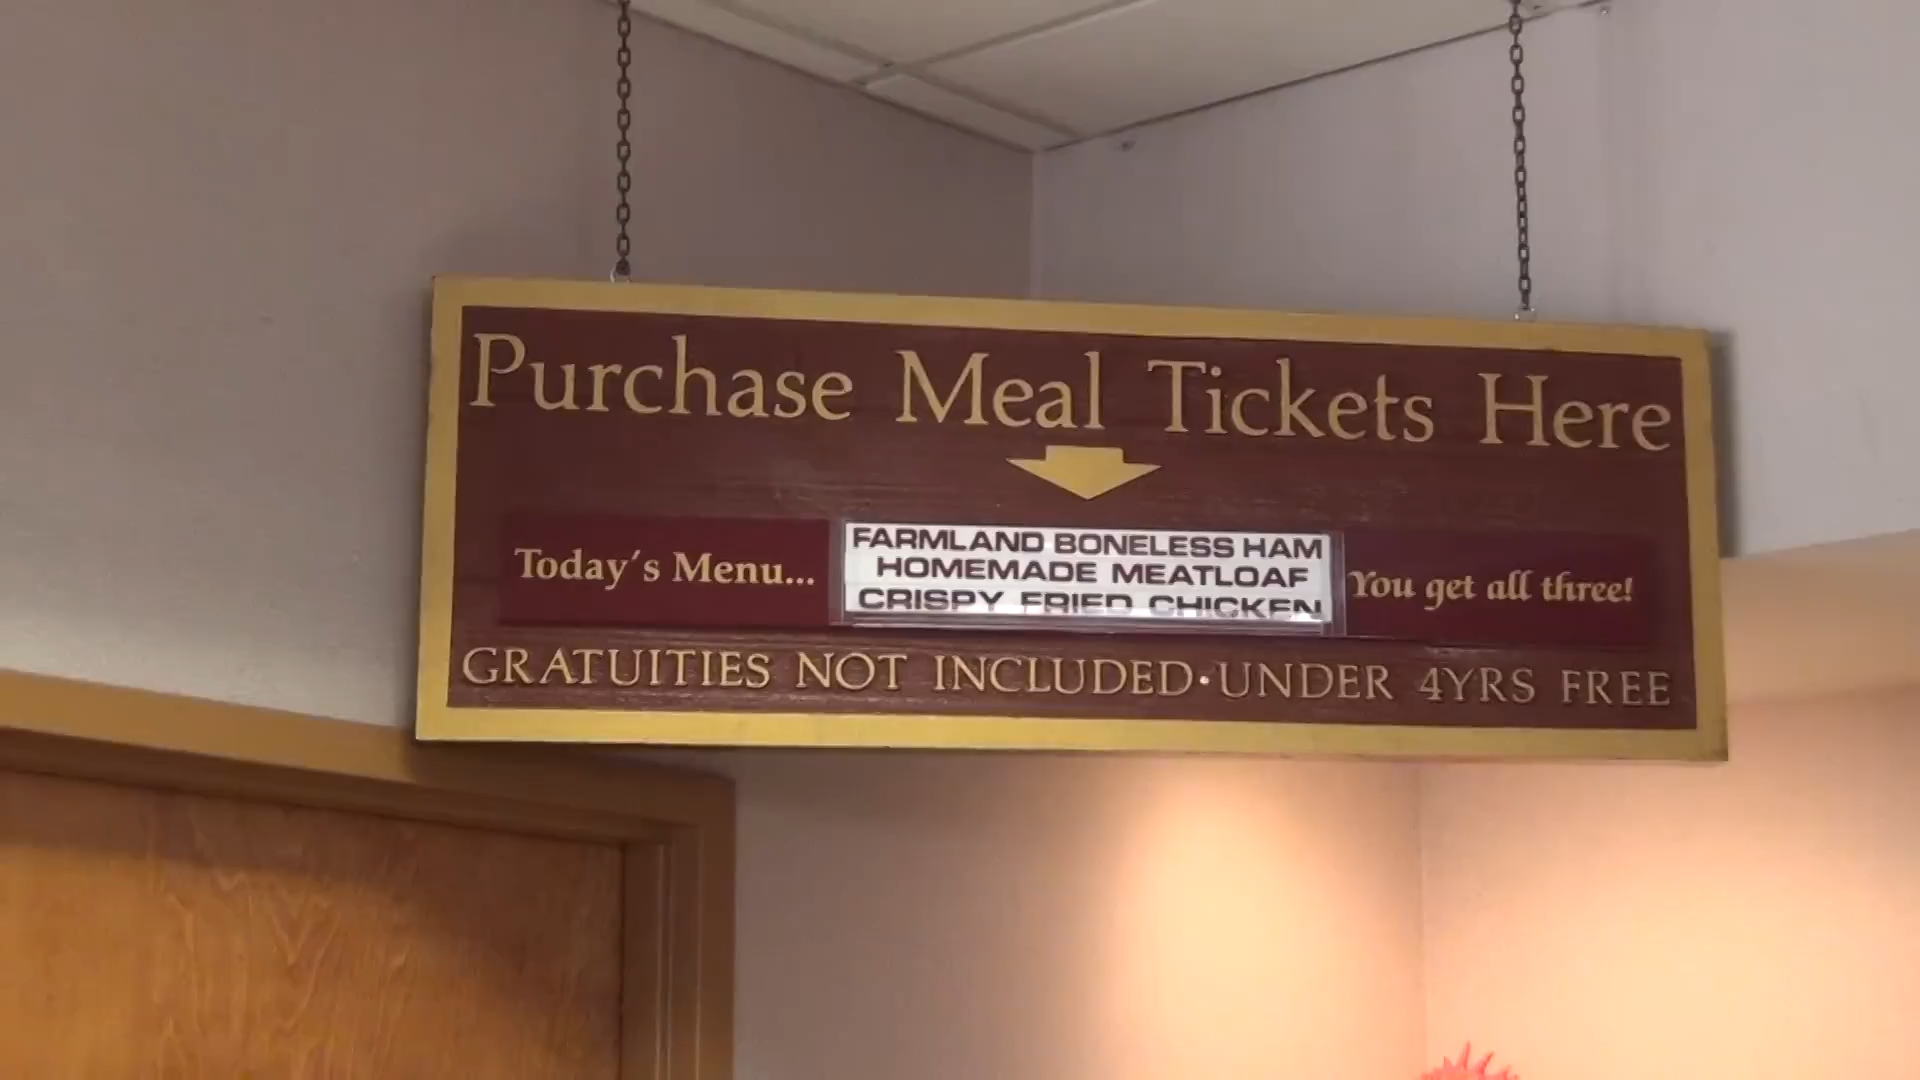 Purchase Meal Tickets Here
Today's Menu...
FARMLAND BONELESS HAM
HOMEMADE MEATLOAF
CRISPY FRIED CHICKEN
You get all three!
GRATUITIES NOT INCLUDED·UNDER 4YRS FREE